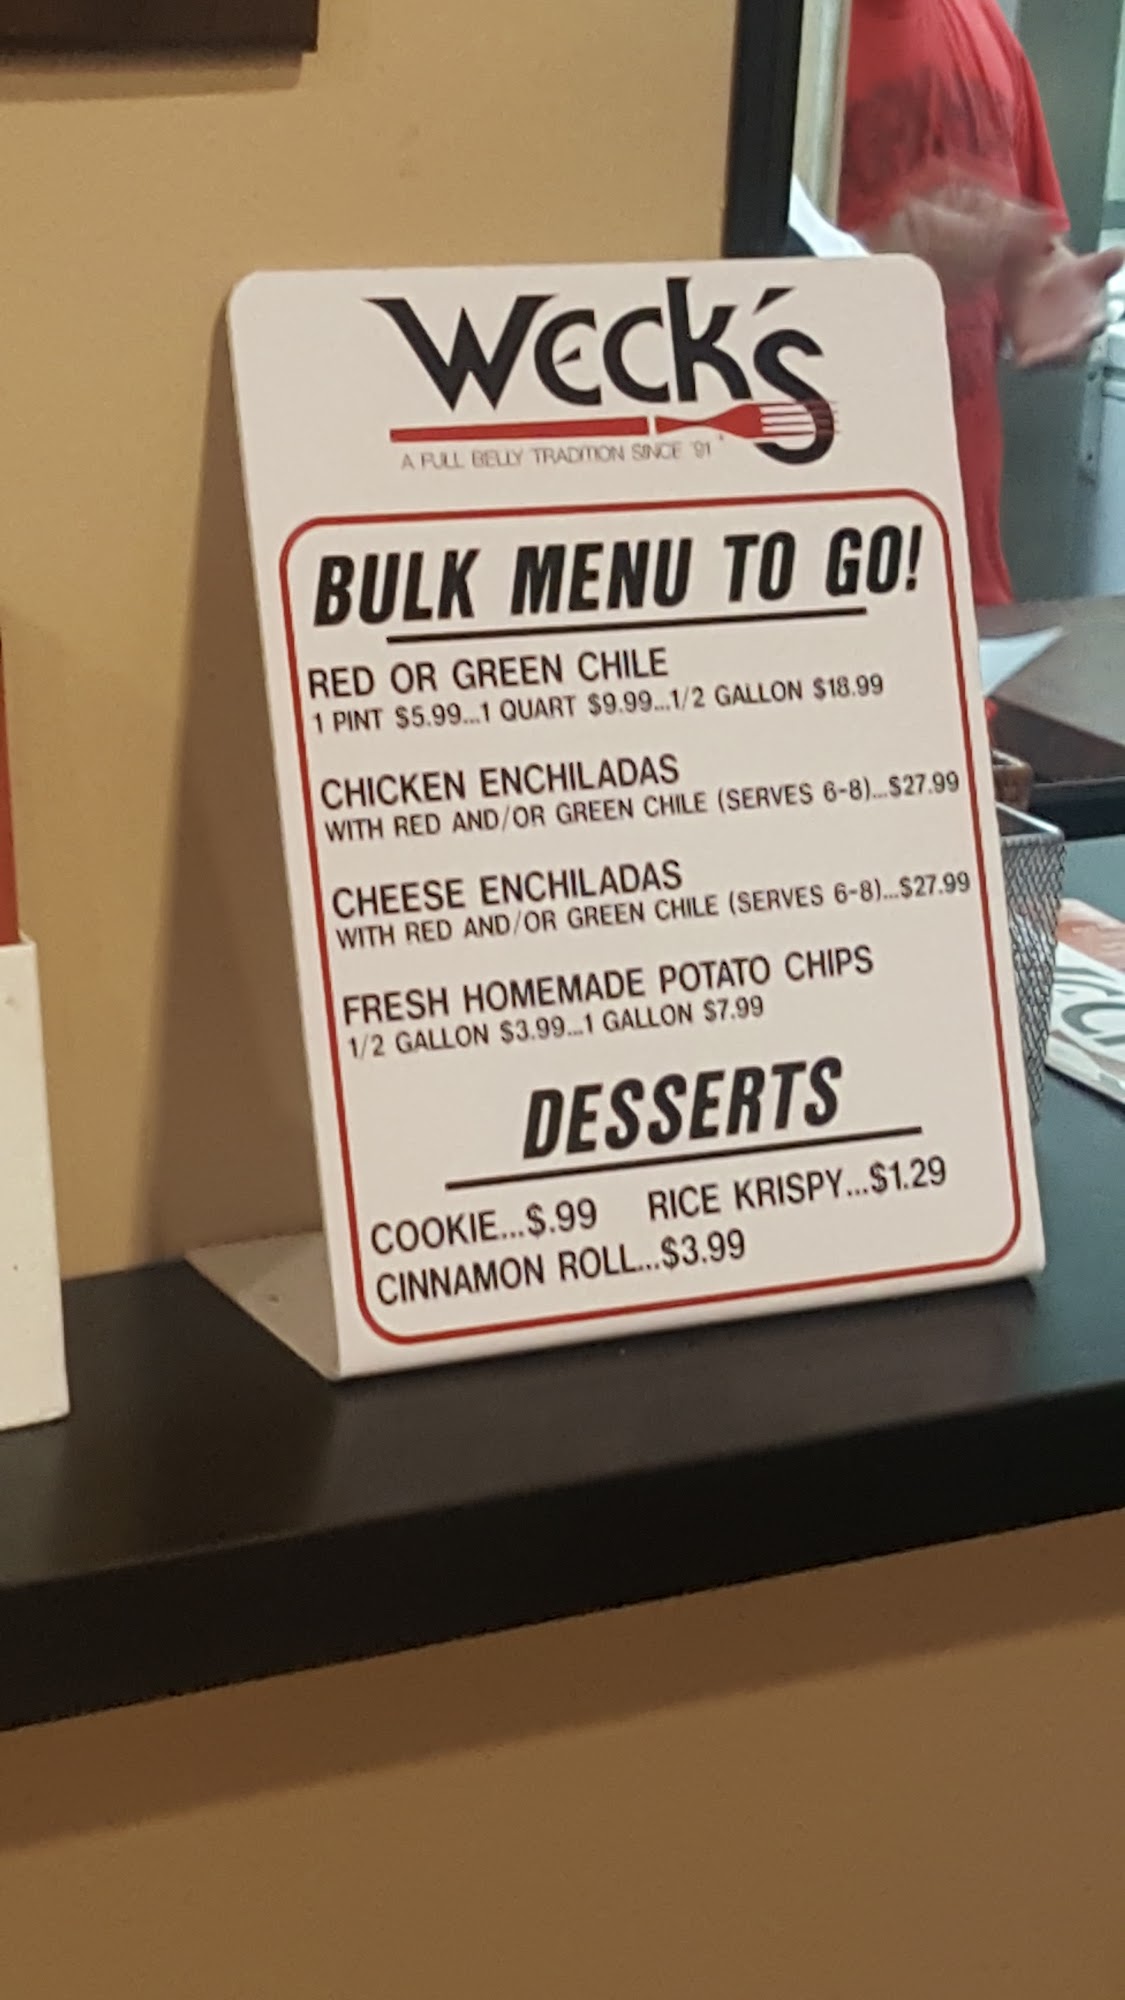 WECK'S
A FULL BELLY TRADITION SINCE '91
BULK MENU TO GO!
RED OR GREEN CHILE
1 PINT $5.99...1 QUART $9.99...1/2 GALLON $18.99
CHICKEN ENCHILADAS
WITH RED AND/OR GREEN CHILE (SERVES 6-8)...$27.99
CHEESE ENCHILADAS
WITH RED AND/OR GREEN CHILE (SERVES 6-8)...$27.99
FRESH HOMEMADE POTATO CHIPS
1/2 GALLON $3.99...1 GALLON $7.99
DESSERTS
COOKIE...$.99 RICE KRISPY...$1.29
CINNAMON ROLL...$3.99